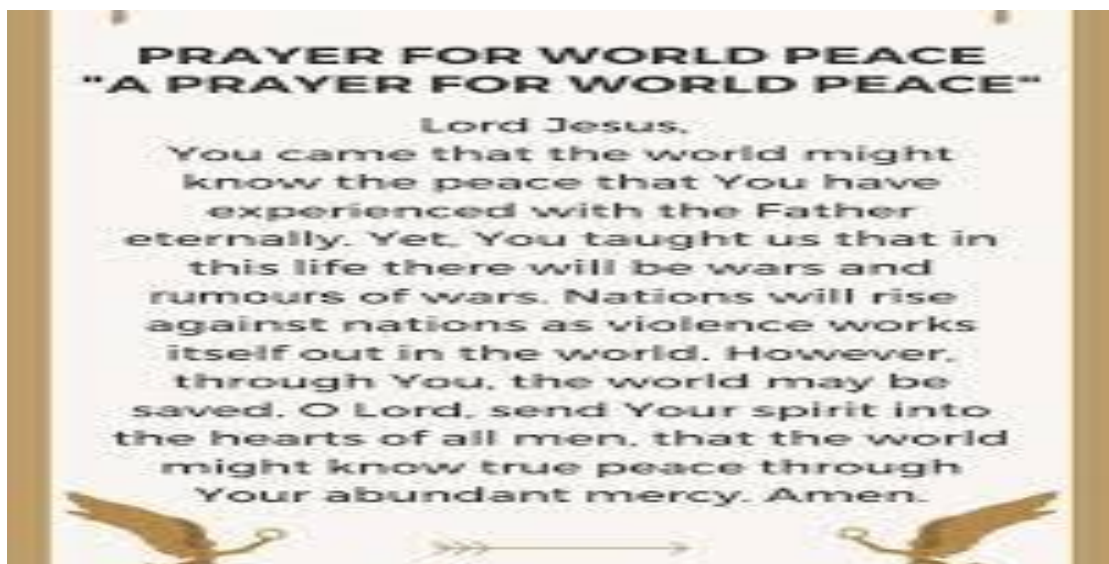 PRAYER FOR WORLD PEACE
"A PRAYER FOR WORLD PEACE"
Lord Jesus,
You came that the world might
know the peace that You have
experienced with the Father
eternally. Yet, You taught us that in
this life there will be wars and
rumours of wars. Nations will rise
against nations as violence works
itself out in the world. However,
through You, the world may be
saved. O Lord, send Your spirit into
the hearts of all men, that the world
might know true peace through
Your abundant mercy. Amen.